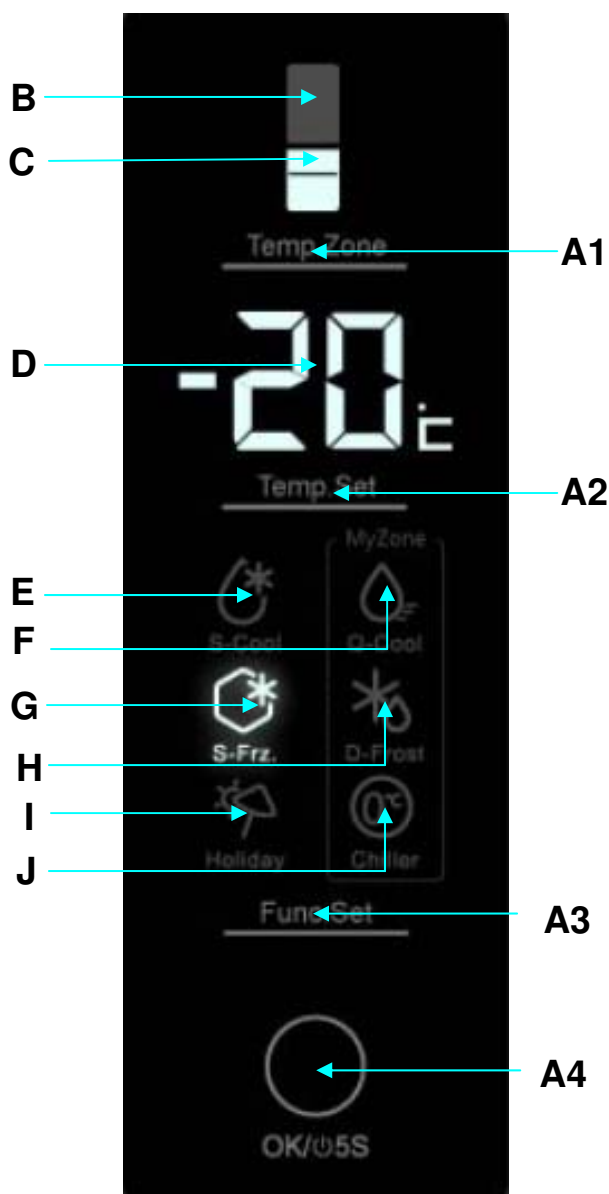 B
C
Temp.Zone
A1
D
-20℃
Temp.Set
A2
MyZone
E
S-Cool
Q-Cool
F
G
S-Frz.
D-Frost
H
I
0℃
Holiday
Chiller
J
Func.Set
A3
A4
OK/⏻5S